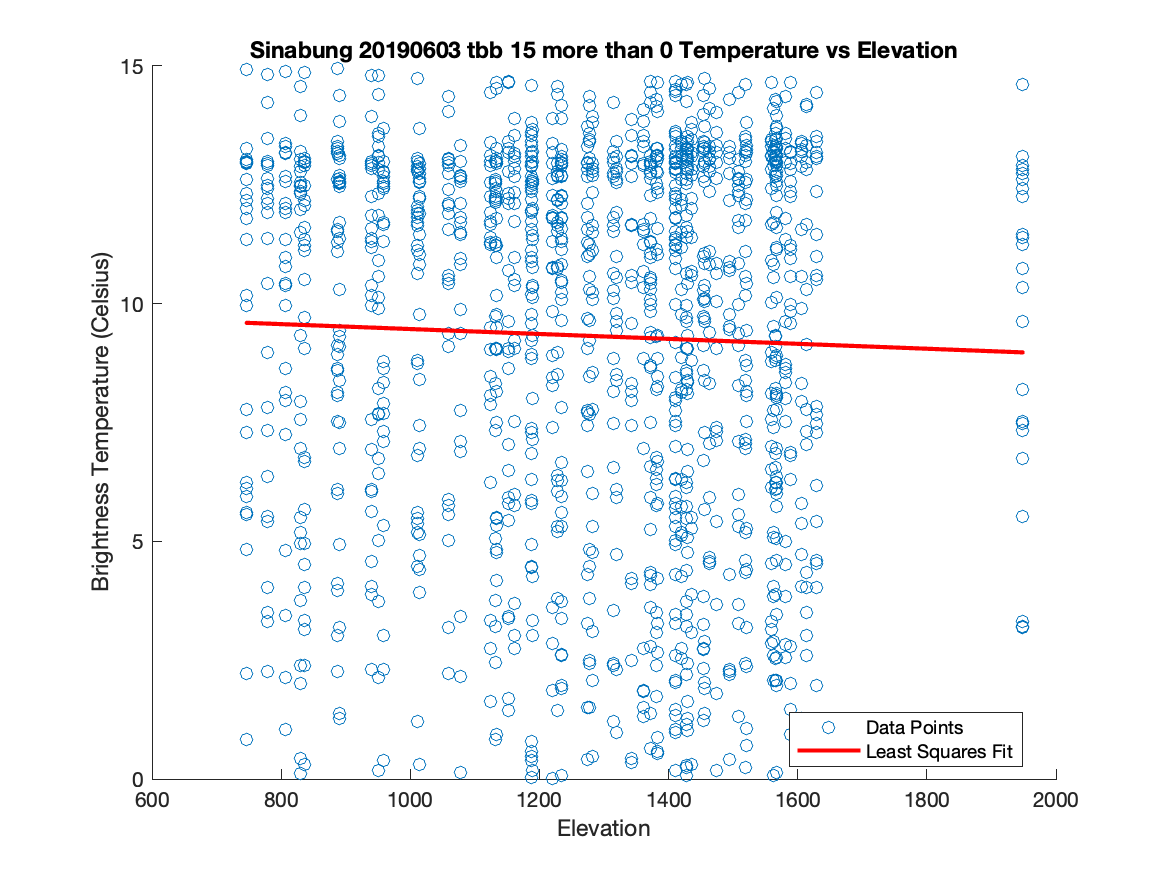 Sinabung 20190603 tbb 15 more than 0 Temperature vs Elevation
15
10
5
0
Brightness Temperature (Celsius)
600 800 1000 1200 1400 1600 1800 2000
Elevation
Data Points
Least Squares Fit